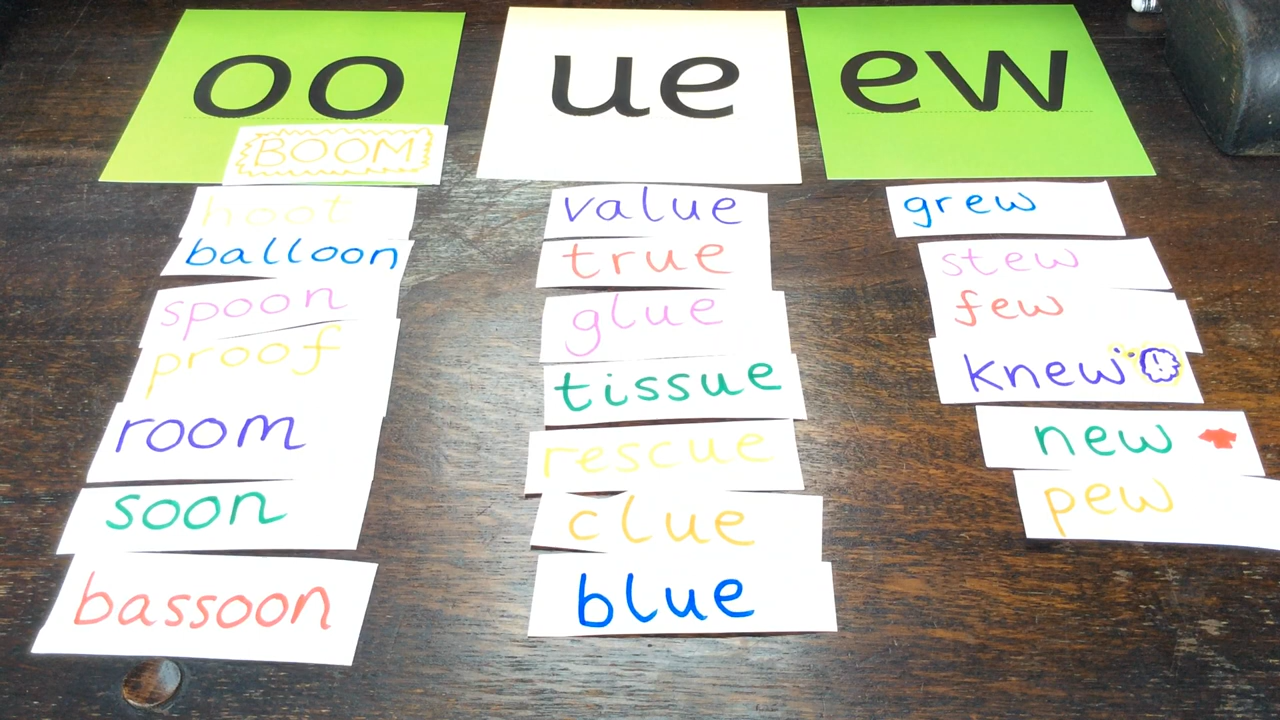 oo
BOOM
hoot
balloon
spoon
proof
room
soon
bassoon
ue
value
true
glue
tissue
rescue
clue
blue
ew
grew
stew
few
knew
new
pew